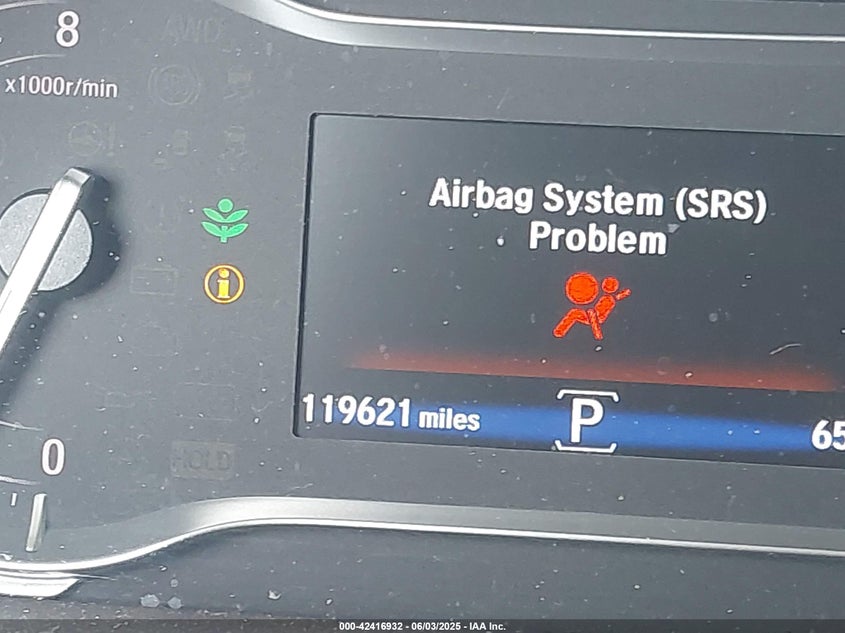 8
AWD
x1000r/min
Airbag System (SRS)
Problem
119621 miles
P
65
0
HOLD
000-42416932 - 06/03/2025 - IAA Inc.